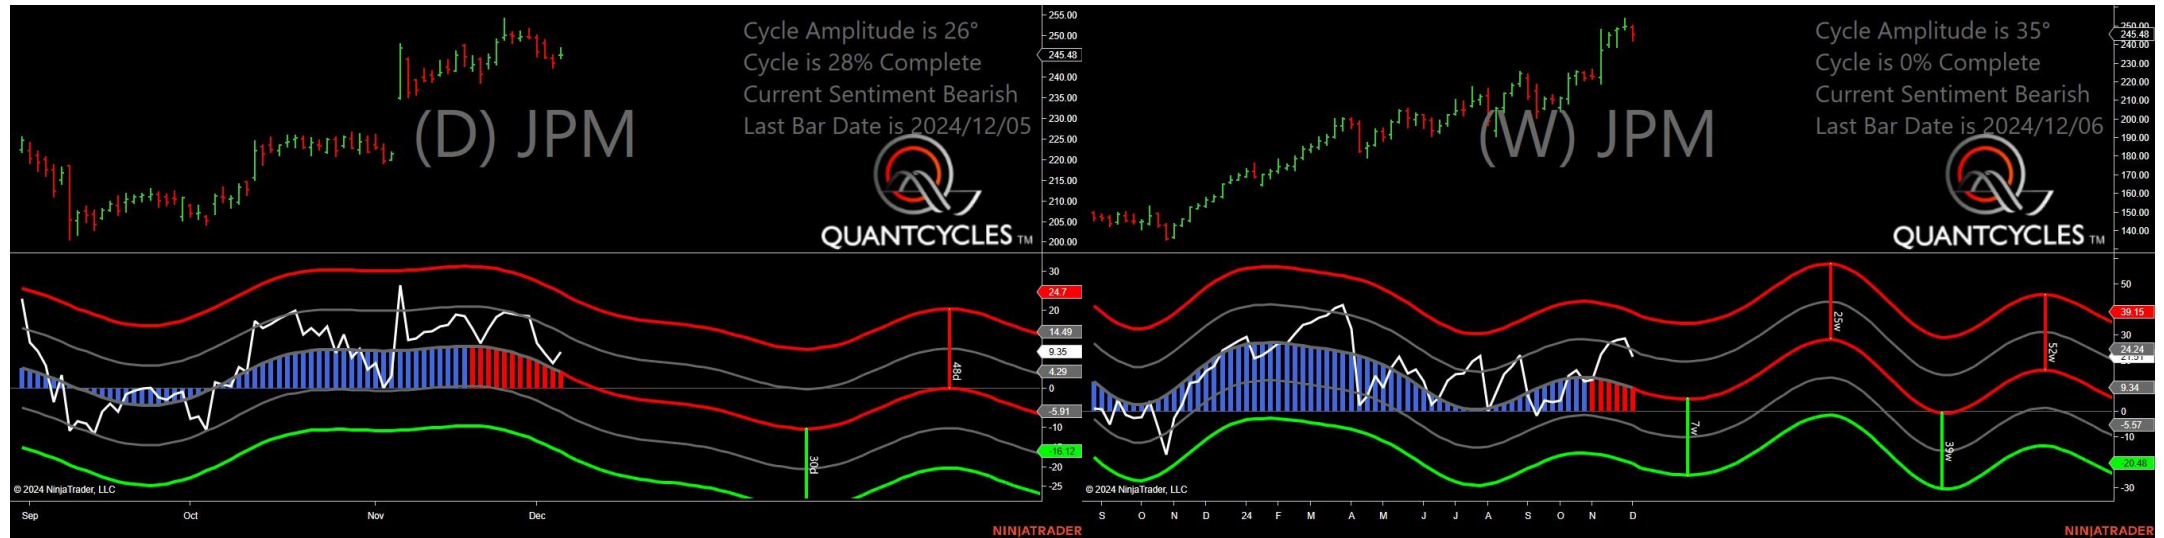 Cycle Amplitude is 26°
Cycle is 28% Complete
Current Sentiment Bearish
Last Bar Date is 2024/12/05
(D) JPM
QUANTCYCLES TM
255.00
250.00
245.48
240.00
235.00
230.00
225.00
220.00
215.00
210.00
205.00
200.00
30
24.7
20
14.49
9.35
4.29
0
-5.91
-10
-16.12
-20
-25
48d
30d
© 2024 NinjaTrader, LLC
Sep Oct Nov Dec
NINJATRADER
Cycle Amplitude is 35°
Cycle is 0% Complete
Current Sentiment Bearish
Last Bar Date is 2024/12/06
(W) JPM
QUANTCYCLES TM
250.00
245.48
240.00
230.00
220.00
210.00
200.00
190.00
180.00
170.00
160.00
150.00
140.00
50
39.15
30
24.24
9.34
0
-5.57
-10
-20.48
-30
25w
52w
7w
39w
© 2024 NinjaTrader, LLC
S O N D 24 F M A M J J A S O N D
NINJATRADER